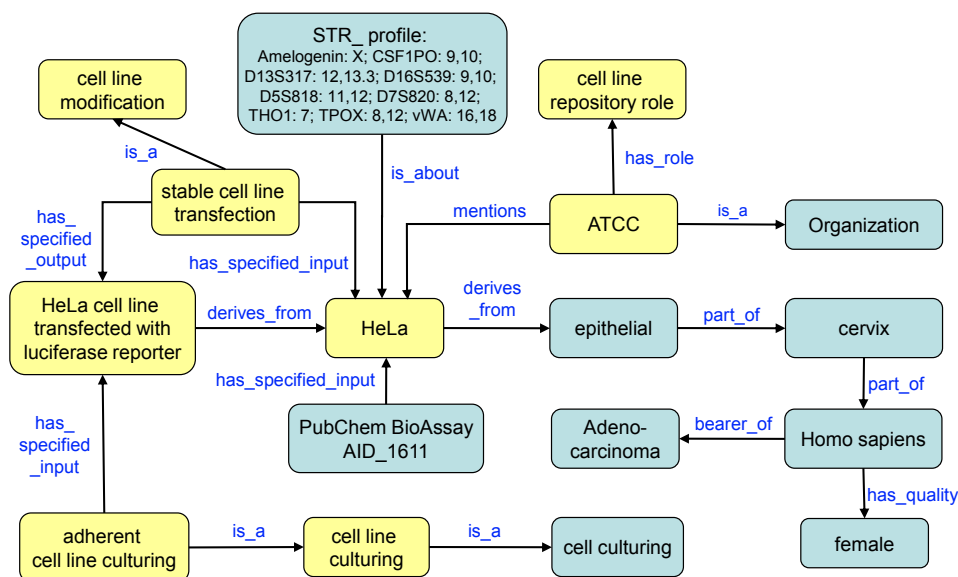 STR_ profile:
Amelogenin: X; CSF1PO: 9,10;
D13S317: 12,13.3; D16S539: 9,10;
D5S818: 11,12; D7S820: 8,12;
THO1: 7; TPOX: 8,12; vWA: 16,18
cell line
modification
cell line
repository role
is_a
is_about
has_role
stable cell line
transfection
mentions
ATCC
is_a
Organization
has_
specified
_output
has_specified_input
HeLa cell line
transfected with
luciferase reporter
derives_from
HeLa
derives
_from
epithelial
part_of
cervix
has_specified_input
part_of
PubChem BioAssay
AID_1611
Adeno-
carcinoma
bearer_of
Homo sapiens
has_
specified
_input
has_quality
adherent
cell line culturing
is_a
cell line
culturing
is_a
cell culturing
female